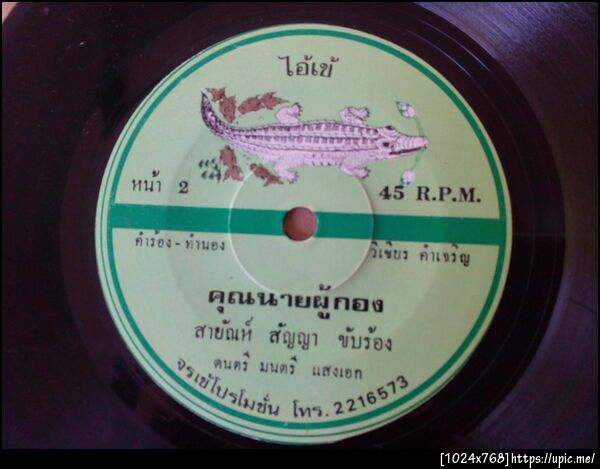 ไอ้เข้
หน้า 2 45 R.P.M.
คำร้อง - ทำนอง วิเชียร คำเจริญ
คุณนายผู้กอง
สายัณห์ สัญญา ขับร้อง
ดนตรี มนตรี แสงเอก
จรเข้โปรโมชั่น โทร. 2216573
[1024x768]https://upic.me/